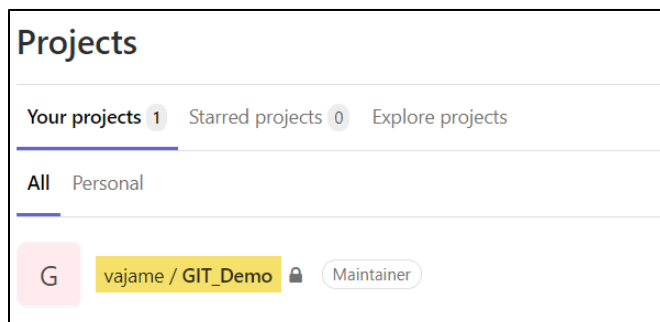 Projects
Your projects 1 Starred projects 0 Explore projects
All Personal
G vajame / GIT_Demo Maintainer